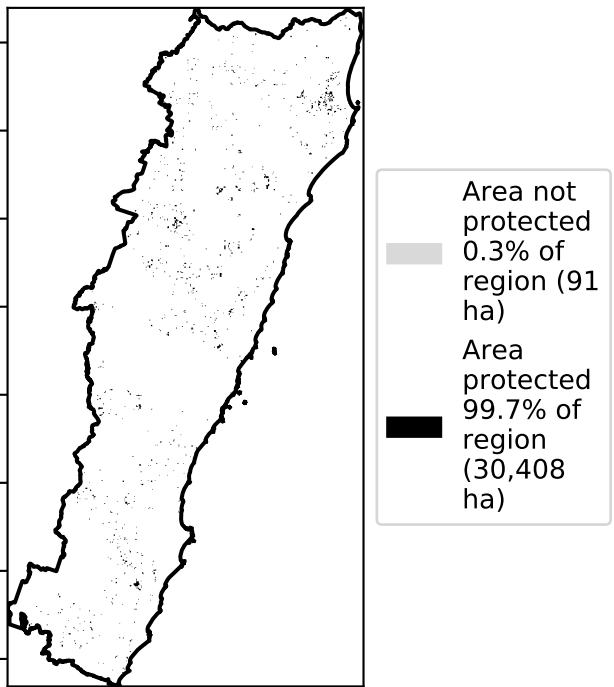 Area not
protected
0.3% of
region (91
ha)
Area
protected
99.7% of
region
(30,408
ha)